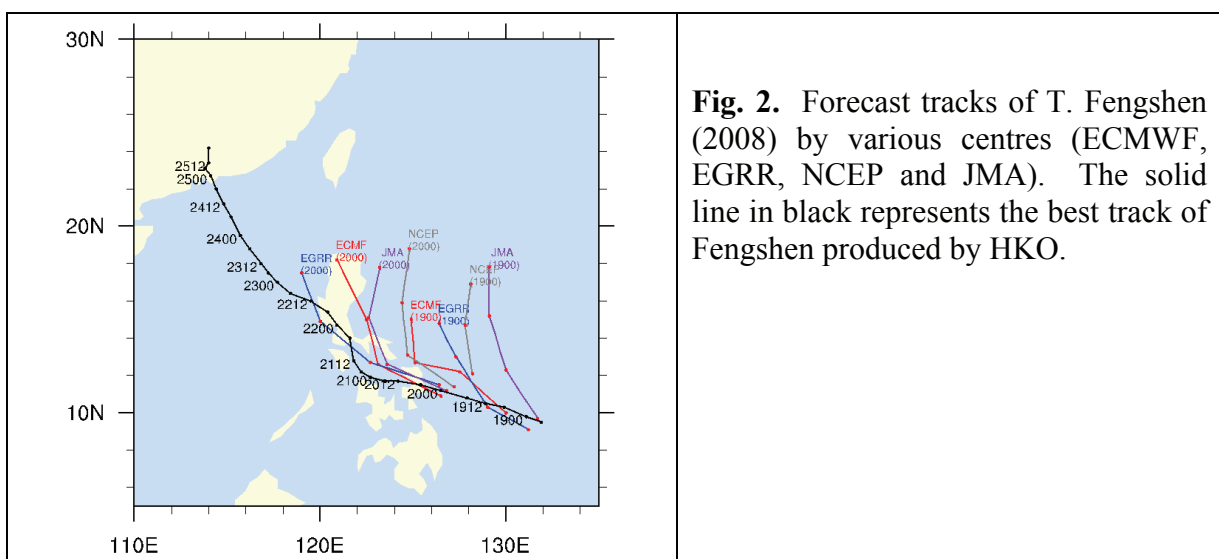 30N
20N
10N
110E
120E
130E
2512
2500
2412
2400
2312
2300
2212
2200
2112
2100
2012
2000
1912
1900
EGRR
(2000)
ECMF
(2000)
JMA
(2000)
NCEP
(2000)
ECMF
(1900)
EGRR
(1900)
NCEP
(1900)
JMA
(1900)
Fig. 2. Forecast tracks of T. Fengshen
(2008) by various centres (ECMWF,
EGRR, NCEP and JMA). The solid
line in black represents the best track of
Fengshen produced by HKO.